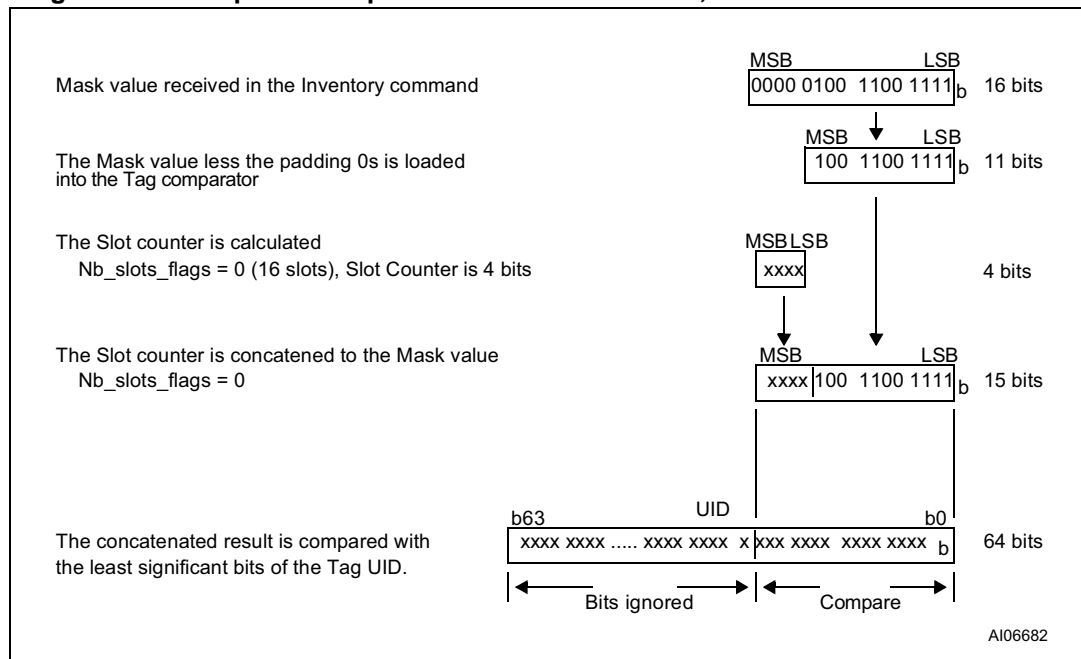 MSB LSB
Mask value received in the Inventory command 0000 0100 1100 1111 b 16 bits
MSB LSB
The Mask value less the padding 0s is loaded 100 1100 1111 b 11 bits
into the Tag comparator
The Slot counter is calculated MSB LSB
Nb_slots_flags = 0 (16 slots), Slot Counter is 4 bits xxxx 4 bits
The Slot counter is concatened to the Mask value MSB LSB
Nb_slots_flags = 0 xxxx 100 1100 1111 b 15 bits
UID
b63 b0
The concatenated result is compared with xxxx xxxx ..... xxxx xxxx x xxx xxxx xxxx xxxx b 64 bits
the least significant bits of the Tag UID.
Bits ignored Compare
AI06682